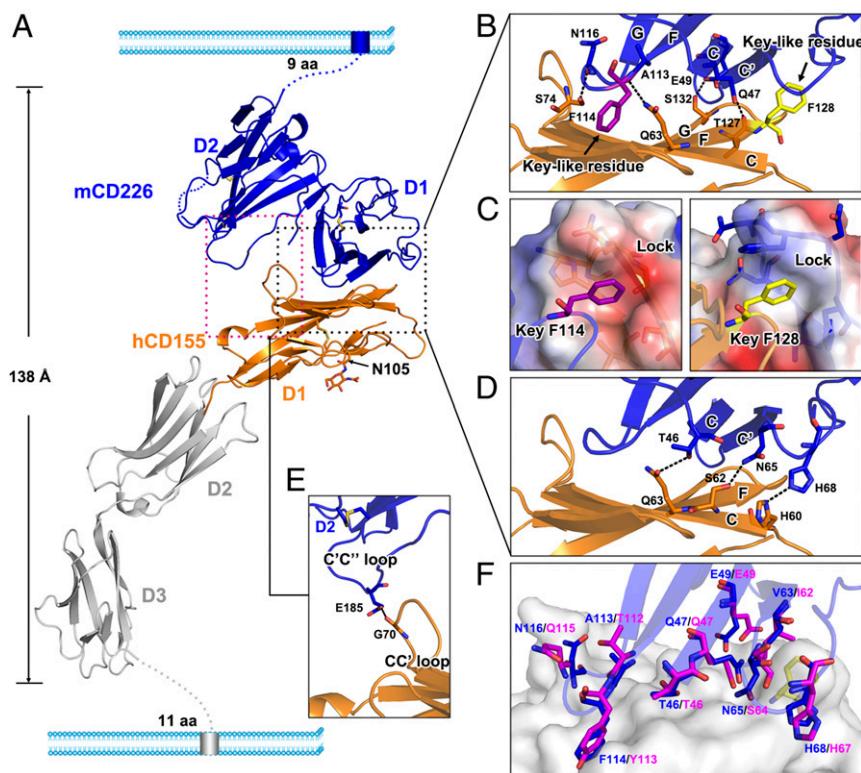 A
9 aa
D2
mCD226
D1
hCD155
N105
D1
138 Å
D2
D3
11 aa
B
N116
G
F
C
Key-like residue
A113
E49
C'
Q47
S74
S132
F128
F114
T127
Q63
G
F
Key-like residue
C
C
Lock
Lock
Key F114
Key F128
D
C
T46
C'
N65
S62
H68
Q63
F
C
H60
E
D2
C'C'' loop
E185
G70
CC' loop
F
E49/E49
V63/I62
A113/T112
Q47/Q47
N116/Q115
T46/T46
N65/S64
F114/Y113
H68/H67